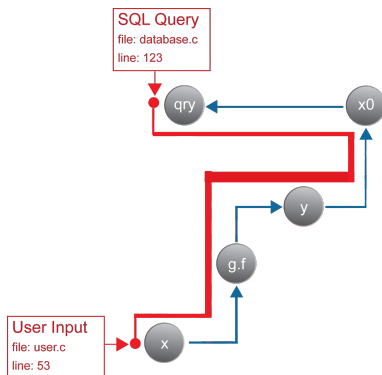 SQL Query
file: database.c
line: 123
qry
x0
y
g.f
User Input
file: user.c
line: 53
x